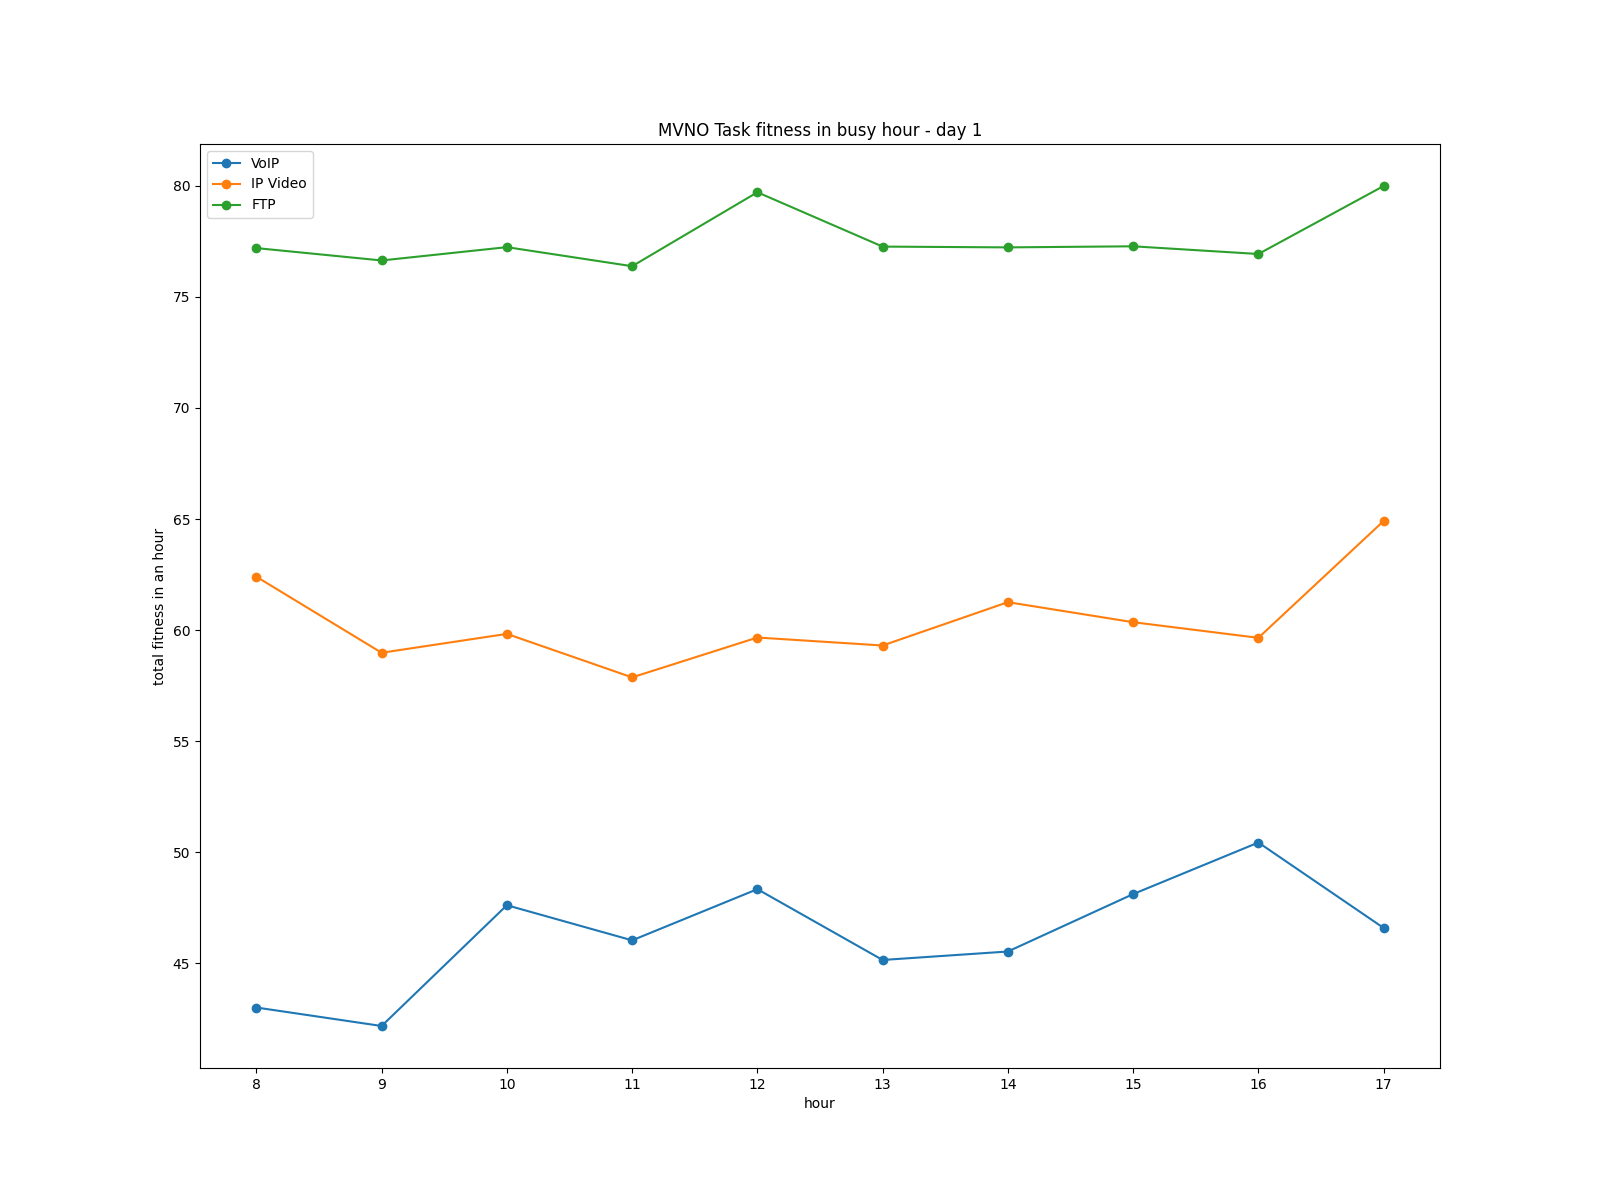 MVNO Task fitness in busy hour - day 1
VoIP
IP Video
FTP
80
75
70
65
60
55
50
45
total fitness in an hour
8 9 10 11 12 13 14 15 16 17
hour